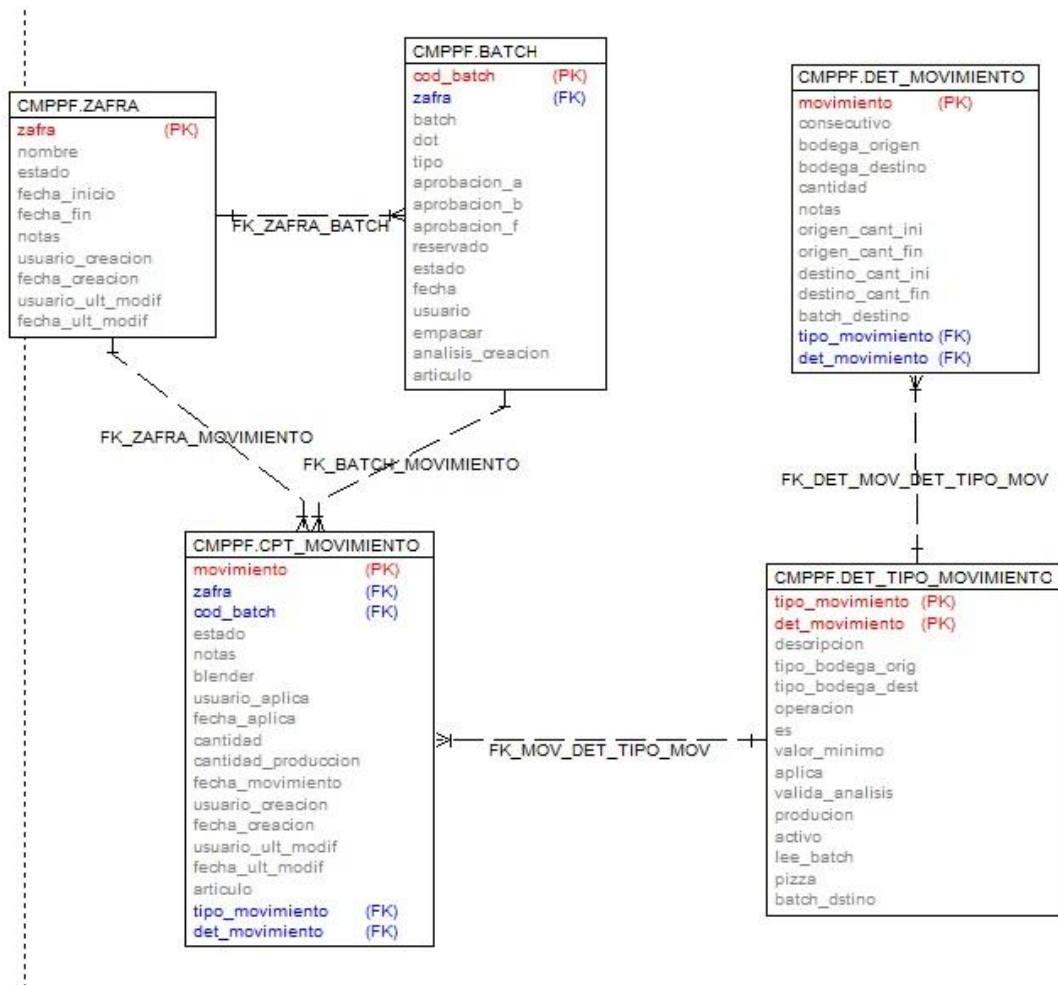 CMPPF.ZAFRA
zafra (PK)
nombre
estado
fecha_inicio
fecha_fin
notas
usuario_creacion
fecha_creacion
usuario_ult_modif
fecha_ult_modif
FK_ZAFRA_BATCH
CMPPF.BATCH
cod_batch (PK)
zafra (FK)
batch
dot
tipo
aprobacion_a
aprobacion_b
aprobacion_f
reservado
estado
fecha
usuario
empacar
analisis_creacion
articulo
CMPPF.DET_MOVIMIENTO
movimiento (PK)
consecutivo
bodega_origen
bodega_destino
cantidad
notas
origen_cant_ini
origen_cant_fin
destino_cant_ini
destino_cant_fin
batch_destino
tipo_movimiento (FK)
det_movimiento (FK)
FK_ZAFRA_MOVIMIENTO
FK_BATCH_MOVIMIENTO
FK_DET_MOV_DET_TIPO_MOV
CMPPF.CPT_MOVIMIENTO
movimiento (PK)
zafra (FK)
cod_batch (FK)
estado
notas
blender
usuario_aplica
fecha_aplica
cantidad
cantidad_produccion
fecha_movimiento
usuario_creacion
fecha_creacion
usuario_ult_modif
fecha_ult_modif
articulo
tipo_movimiento (FK)
det_movimiento (FK)
FK_MOV_DET_TIPO_MOV
CMPPF.DET_TIPO_MOVIMIENTO
tipo_movimiento (PK)
det_movimiento (PK)
descripcion
tipo_bodega_orig
tipo_bodega_dest
operacion
es
valor_minimo
aplica
valida_analisis
producion
activo
lee_batch
pizza
batch_dstino